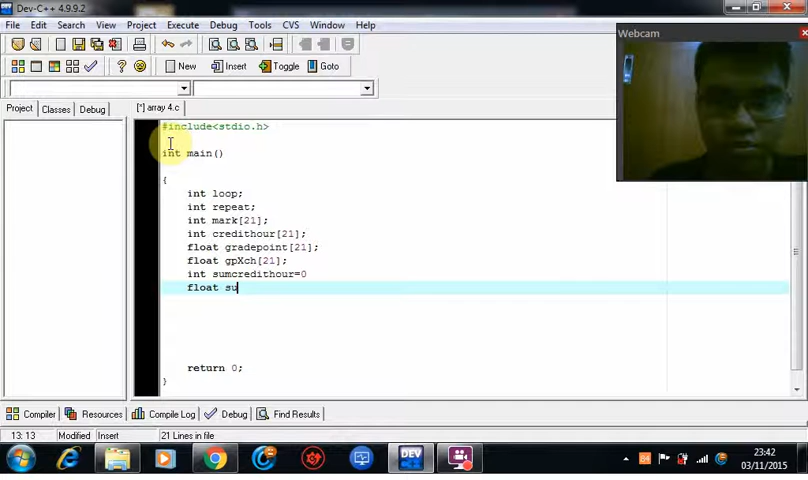 Dev-C++ 4.9.9.2
File Edit Search View Project Execute Debug Tools CVS Window Help
New Insert Toggle Goto
Project Classes Debug [*] array 4.c
Webcam
#include<stdio.h>
int main()
{
int loop;
int repeat;
int mark[21];
int credithour[21];
float gradepoint[21];
float gpXch[21];
int sumcredithour=0
float su
return 0;
}
Compiler Resources Compile Log Debug Find Results
13: 13 Modified Insert 21 Lines in file
DEV
84
23:42
03/11/2015